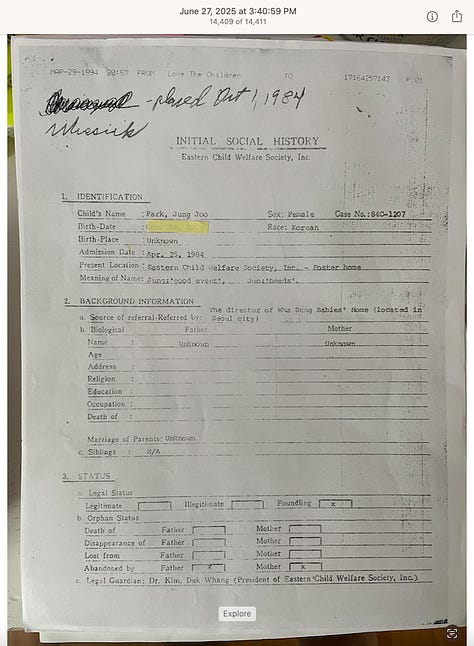 June 27, 2025 at 3:40:59 PM
14,409 of 14,411
MAR-29-1994 20:57 FROM Love The Children TO 17164257143 P.01
-placed Oct 1, 1984
Messick
INITIAL SOCIAL HISTORY
Eastern Child Welfare Society, Inc.
1. IDENTIFICATION
Child's Name : Park, Jung Joo Sex: Female Case No.: 84C-1207
Birth-Date : Race: Korean
Birth-Place : Unknown
Admission Date : Apr. 25, 1984
Present Location : Eastern Child Welfare Society, Inc. - Foster home
Meaning of Name: Jung:'good event', Joo:'beads'.
2. BACKGROUND INFORMATION
a. Source of referral-Referred by: The director of Wha Sung Babies' Home (located in Seoul city)
b. Biological Father Mother
Name : Unknown Unknown
Age
Address :
Religion :
Education :
Occupation :
Death of :
Marriage of Parents: Unknown
c. Siblings : N/A
3. STATUS
a. Legal Status
Legitimate Illegitimate Foundling x
b. Orphan Status
Death of Father Mother
Disappearance of Father Mother
Lost from Father Mother
Abandoned by Father x Mother x
c. Legal Guardian: Dr. Kim, Duk Whang (President of Eastern Child Welfare Society, Inc.)
Explore